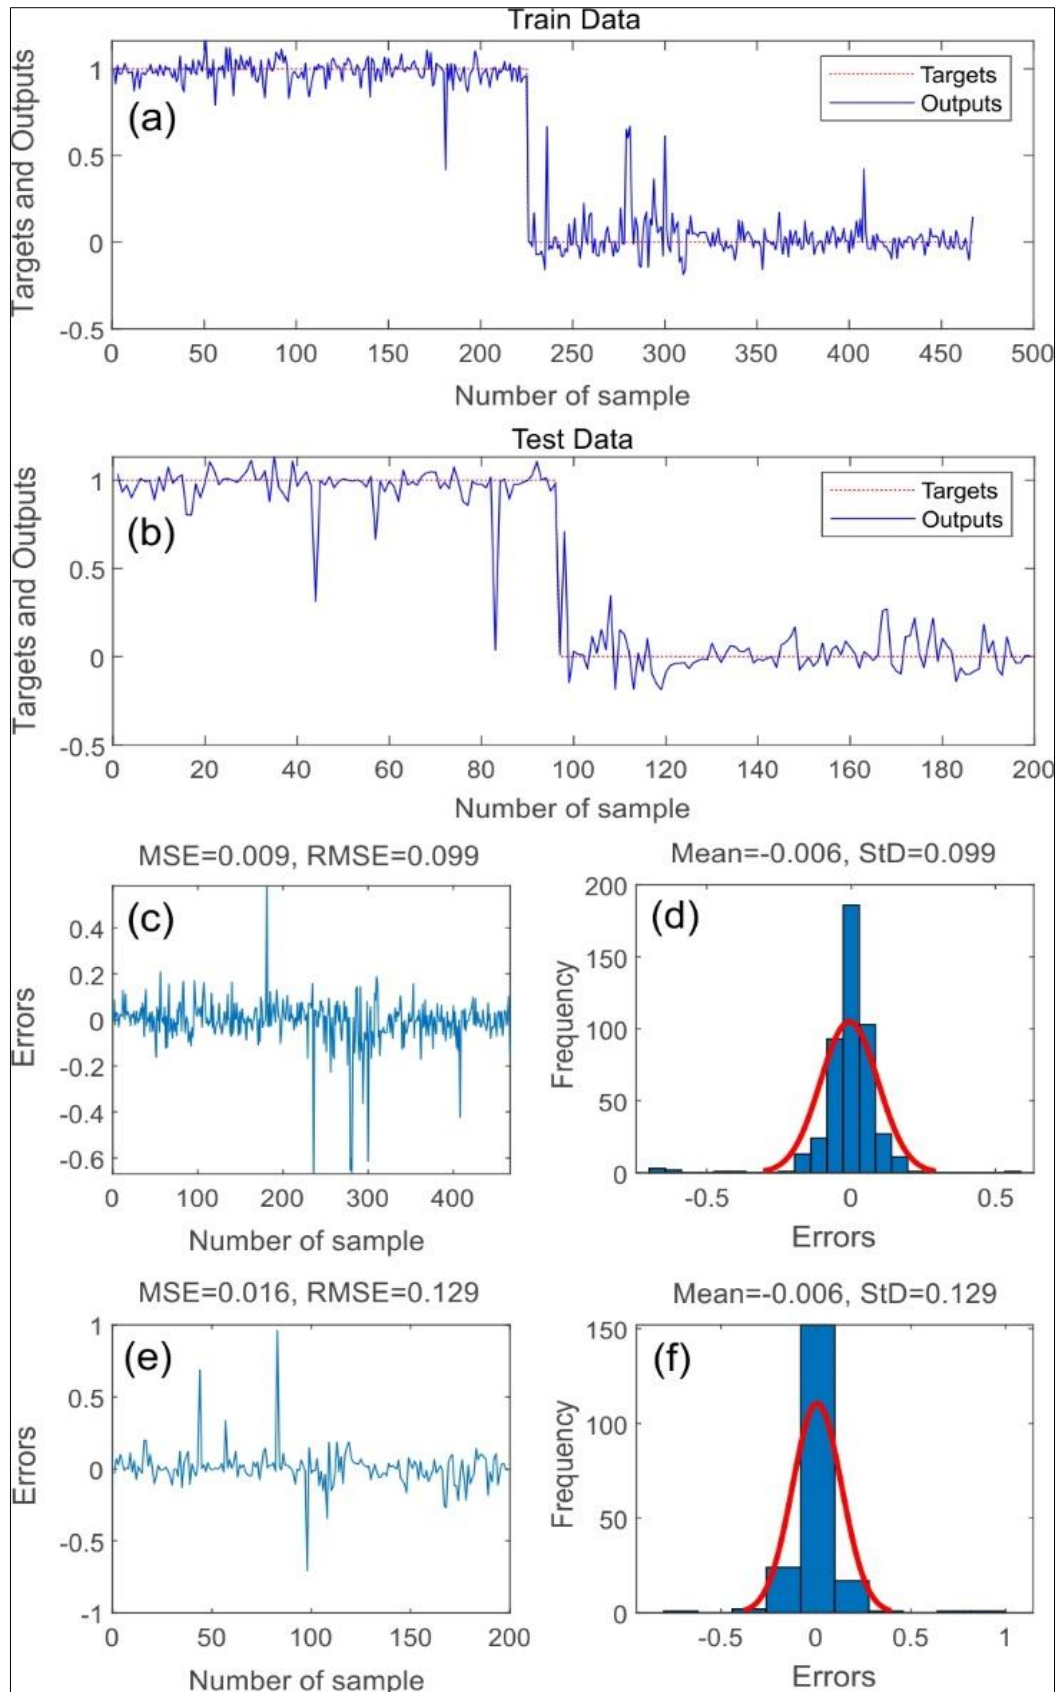 Train Data
Targets and Outputs
1
0.5
0
-0.5
(a)
Targets
Outputs
0 50 100 150 200 250 300 350 400 450 500
Number of sample
Test Data
Targets and Outputs
1
0.5
0
-0.5
(b)
Targets
Outputs
0 20 40 60 80 100 120 140 160 180 200
Number of sample
MSE=0.009, RMSE=0.099
Errors
0.4
0.2
0
-0.2
-0.4
-0.6
(c)
0 100 200 300 400
Number of sample
Mean=-0.006, StD=0.099
Frequency
200
150
100
50
0
(d)
-0.5 0 0.5
Errors
MSE=0.016, RMSE=0.129
Errors
1
0.5
0
-0.5
-1
(e)
0 50 100 150 200
Number of sample
Mean=-0.006, StD=0.129
Frequency
150
100
50
0
(f)
-0.5 0 0.5 1
Errors